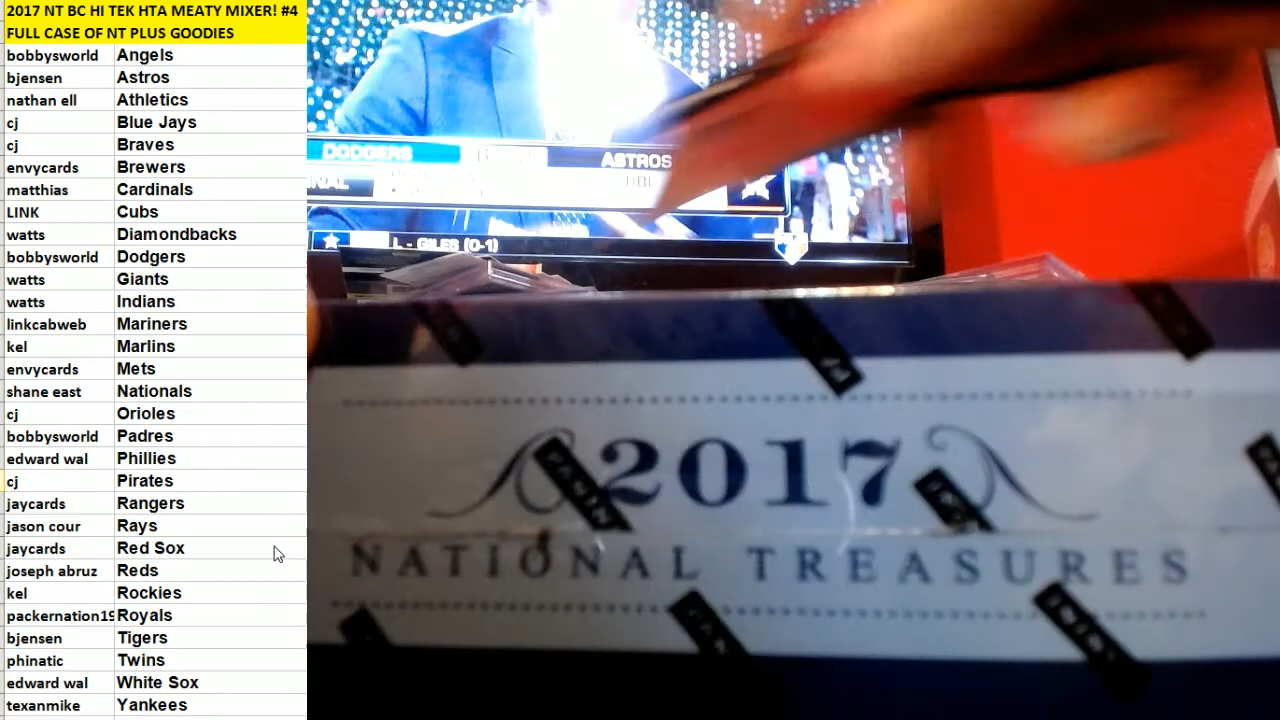 2017 NT BC HI TEK HTA MEATY MIXER! #4
FULL CASE OF NT PLUS GOODIES
bobbysworld Angels
bjensen Astros
nathan ell Athletics
cj Blue Jays
cj Braves
envycards Brewers
matthias Cardinals
LINK Cubs
watts Diamondbacks
bobbysworld Dodgers
watts Giants
watts Indians
linkcabweb Mariners
kel Marlins
envycards Mets
shane east Nationals
cj Orioles
bobbysworld Padres
edward wal Phillies
cj Pirates
jaycards Rangers
jason cour Rays
jaycards Red Sox
joseph abruz Reds
kel Rockies
packernation19 Royals
bjensen Tigers
phinatic Twins
edward wal White Sox
texanmike Yankees
DODGERS ASTROS
L - GILES (0-1)
2017
NATIONAL TREASURES